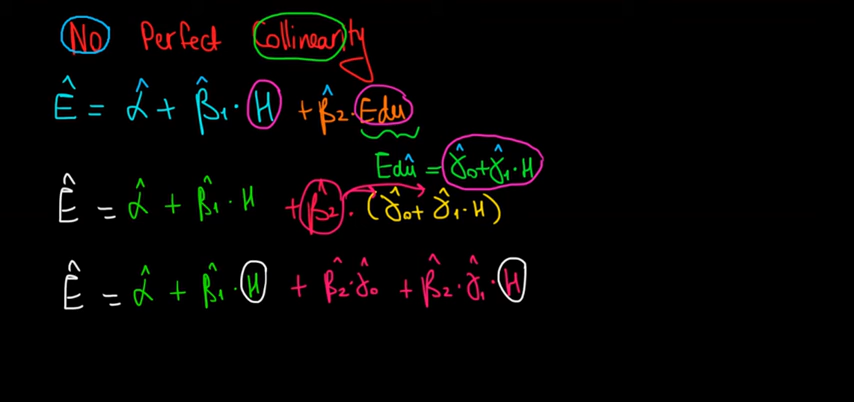 No Perfect Collinearity
Ê = α̂ + β̂₁ · H + β̂₂ · Edu
Edû = γ̂₀ + γ̂₁ · H
Ê = α̂ + β̂₁ · H + β̂₂ · (γ̂₀ + γ̂₁ · H)
Ê = α̂ + β̂₁ · H + β̂₂ · γ̂₀ + β̂₂ · γ̂₁ · H